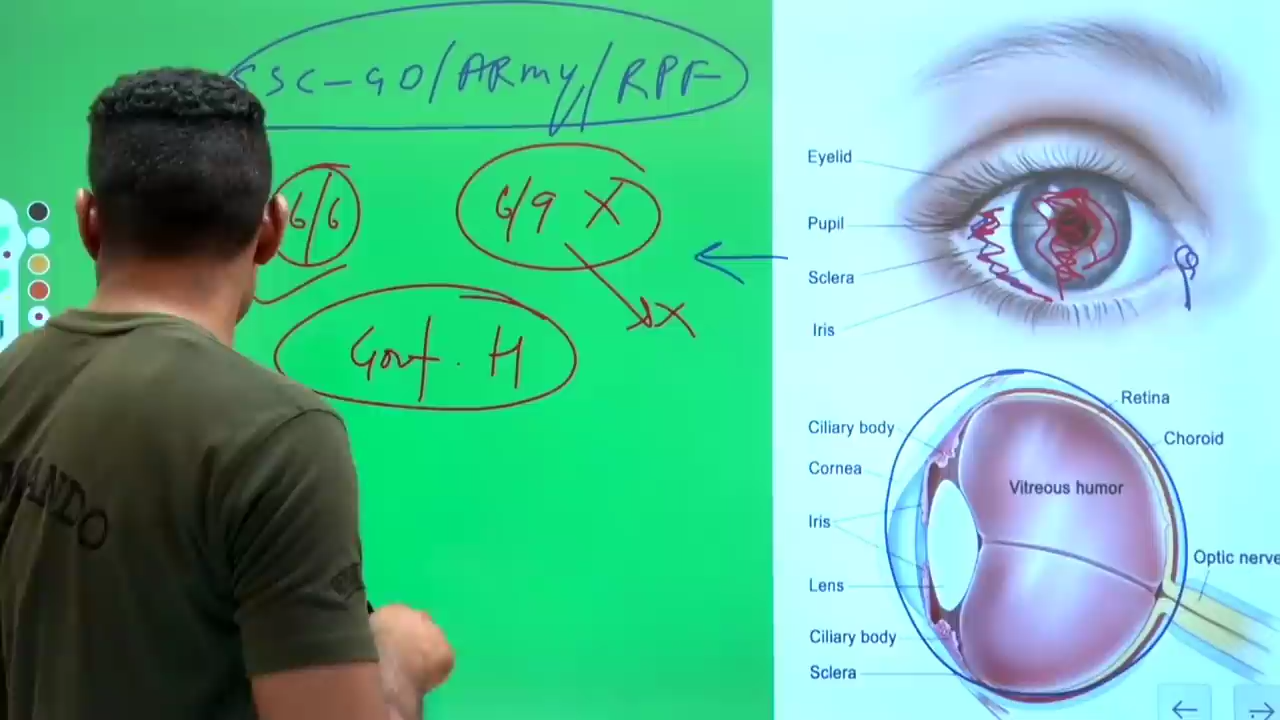 SSC-GD/ARmy/RPF
6/6
6/9 X
X
Govt. H
MANDO
Eyelid
Pupil
Sclera
Iris
Retina
Ciliary body
Choroid
Cornea
Vitreous humor
Iris
Optic nerve
Lens
Ciliary body
Sclera